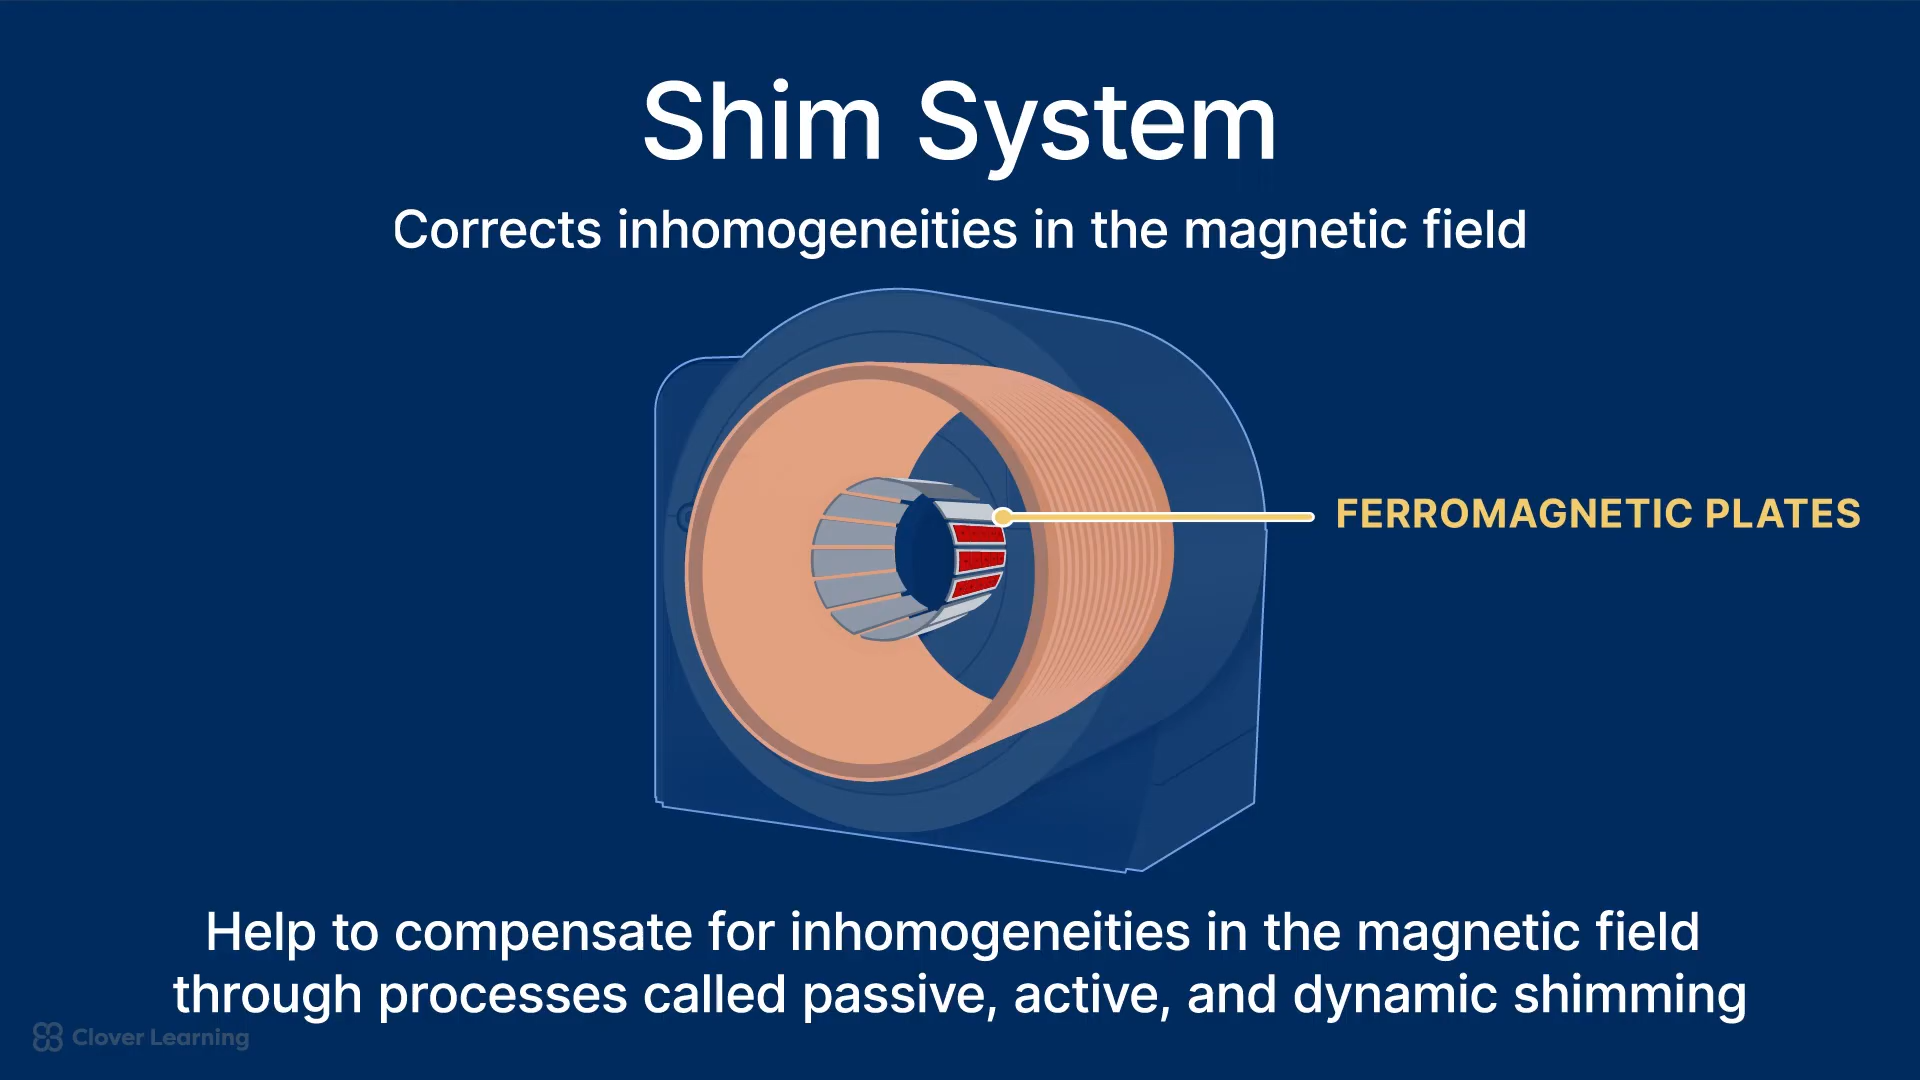 Shim System
Corrects inhomogeneities in the magnetic field
FERROMAGNETIC PLATES
Help to compensate for inhomogeneities in the magnetic field
through processes called passive, active, and dynamic shimming
Clover Learning